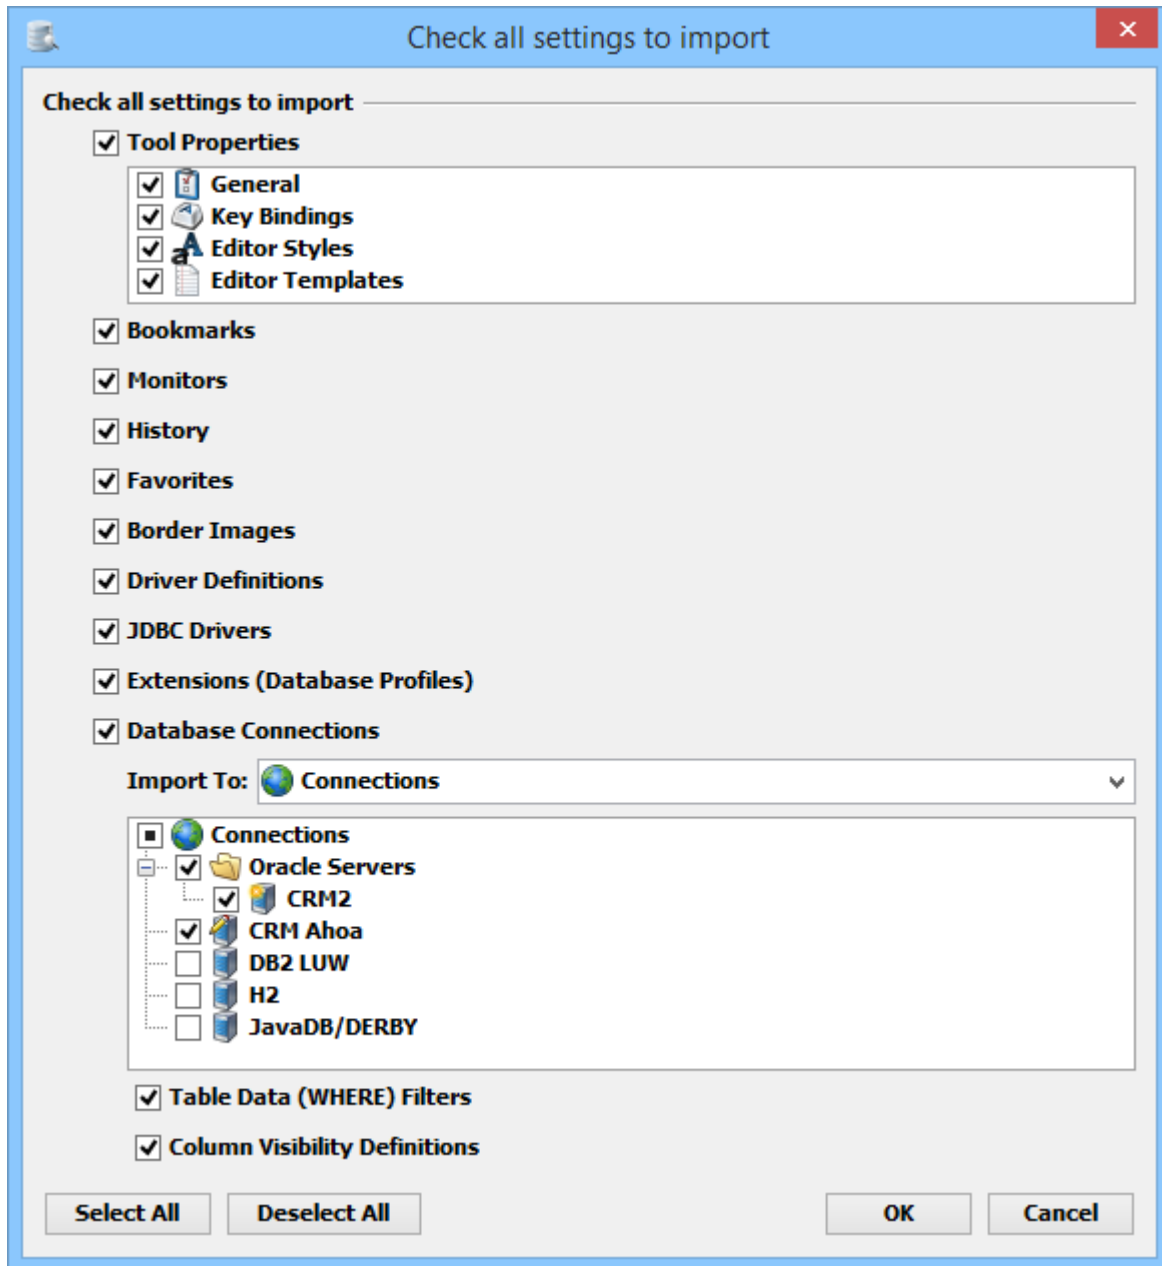 Check all settings to import
Check all settings to import
Tool Properties
General
Key Bindings
Editor Styles
Editor Templates
Bookmarks
Monitors
History
Favorites
Border Images
Driver Definitions
JDBC Drivers
Extensions (Database Profiles)
Database Connections
Import To: Connections
Connections
Oracle Servers
CRM2
CRM Ahoa
DB2 LUW
H2
JavaDB/DERBY
Table Data (WHERE) Filters
Column Visibility Definitions
Select All Deselect All OK Cancel